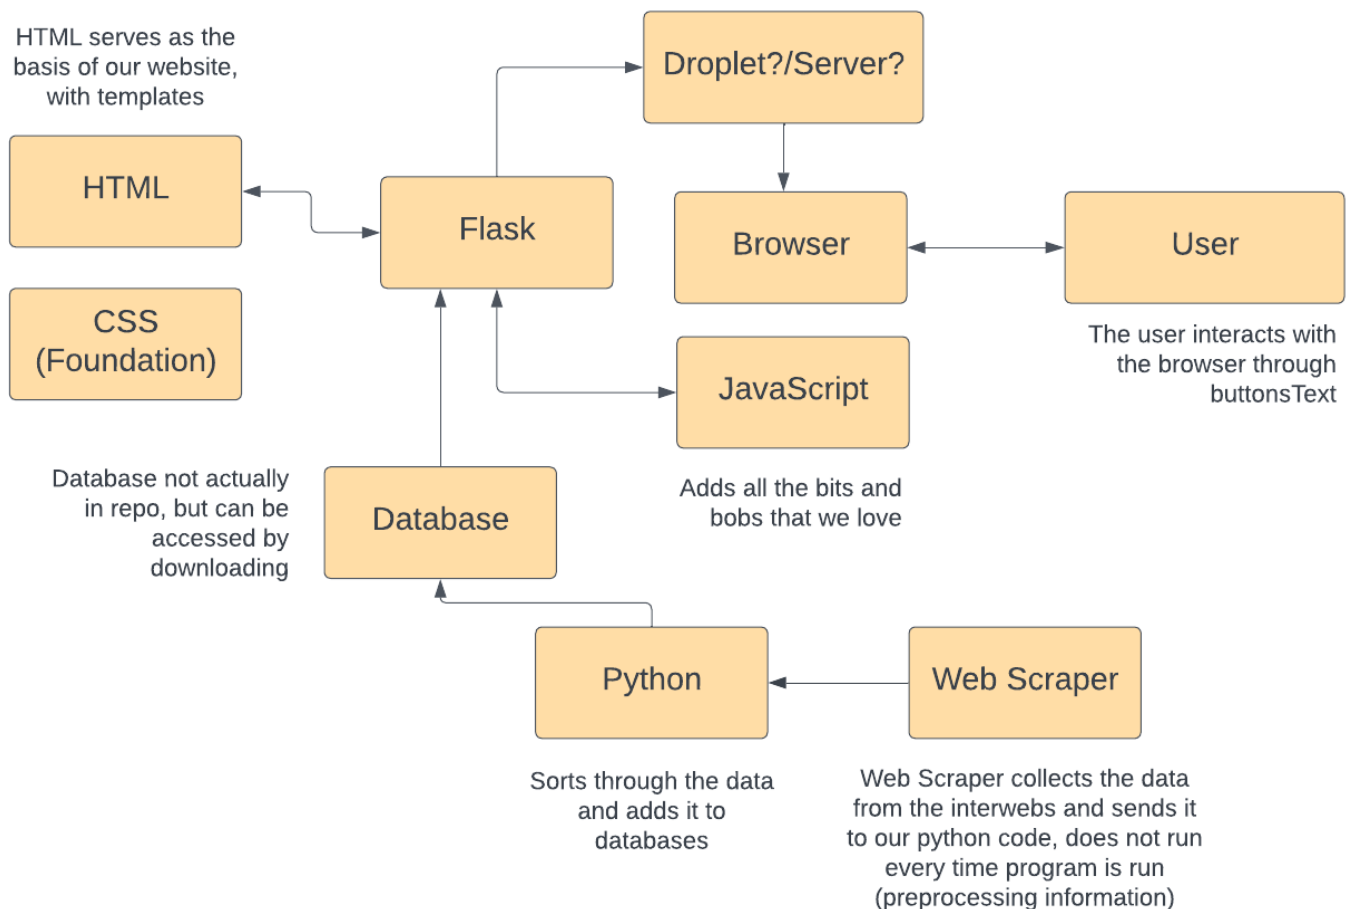 HTML serves as the
basis of our website,
with templates
Droplet?/Server?
HTML
Flask
Browser
User
CSS
(Foundation)
The user interacts with
the browser through
buttonsText
JavaScript
Database not actually
in repo, but can be
accessed by
downloading
Database
Adds all the bits and
bobs that we love
Python
Web Scraper
Sorts through the data
and adds it to
databases
Web Scraper collects the data
from the interwebs and sends it
to our python code, does not run
every time program is run
(preprocessing information)